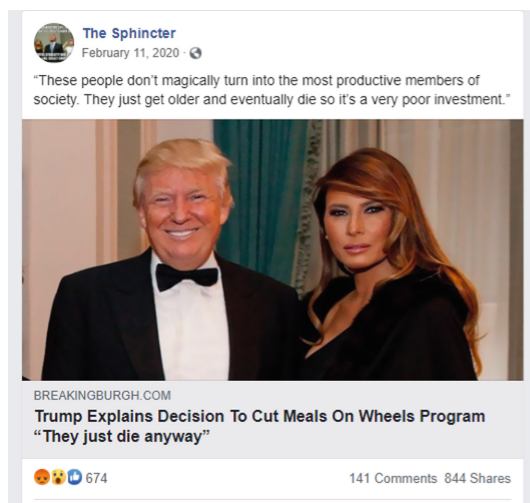 The Sphincter
February 11, 2020 ·
“These people don’t magically turn into the most productive members of
society. They just get older and eventually die so it’s a very poor investment.”
BREAKINGBURGH.COM
Trump Explains Decision To Cut Meals On Wheels Program
“They just die anyway”
674
141 Comments 844 Shares